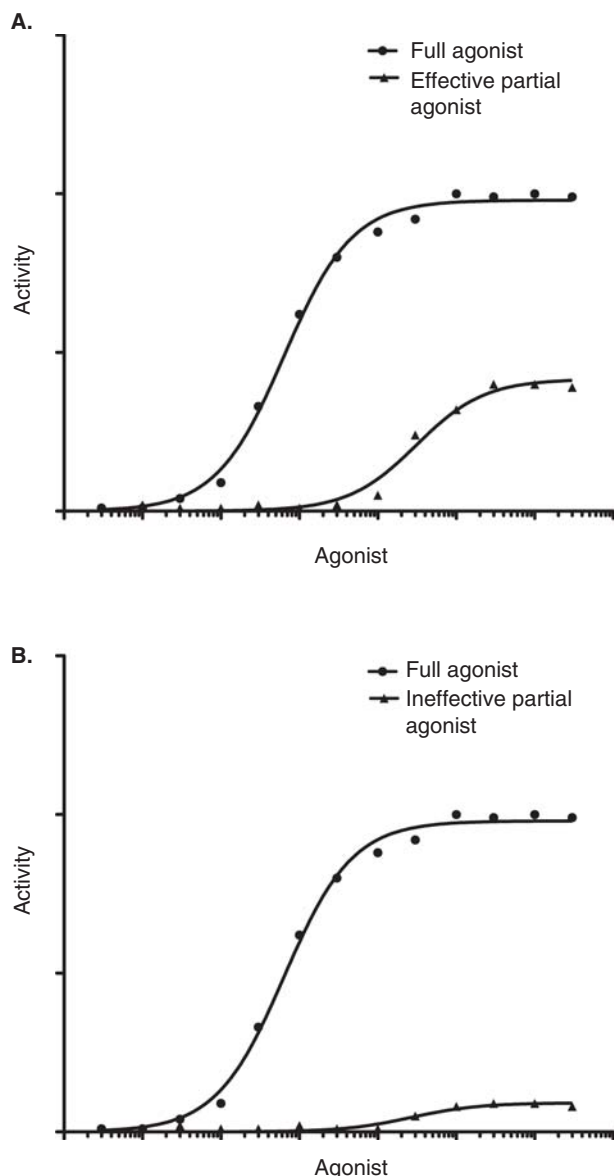 A.
Full agonist
Effective partial
agonist
Activity
Agonist
B.
Full agonist
Ineffective partial
agonist
Activity
Agonist